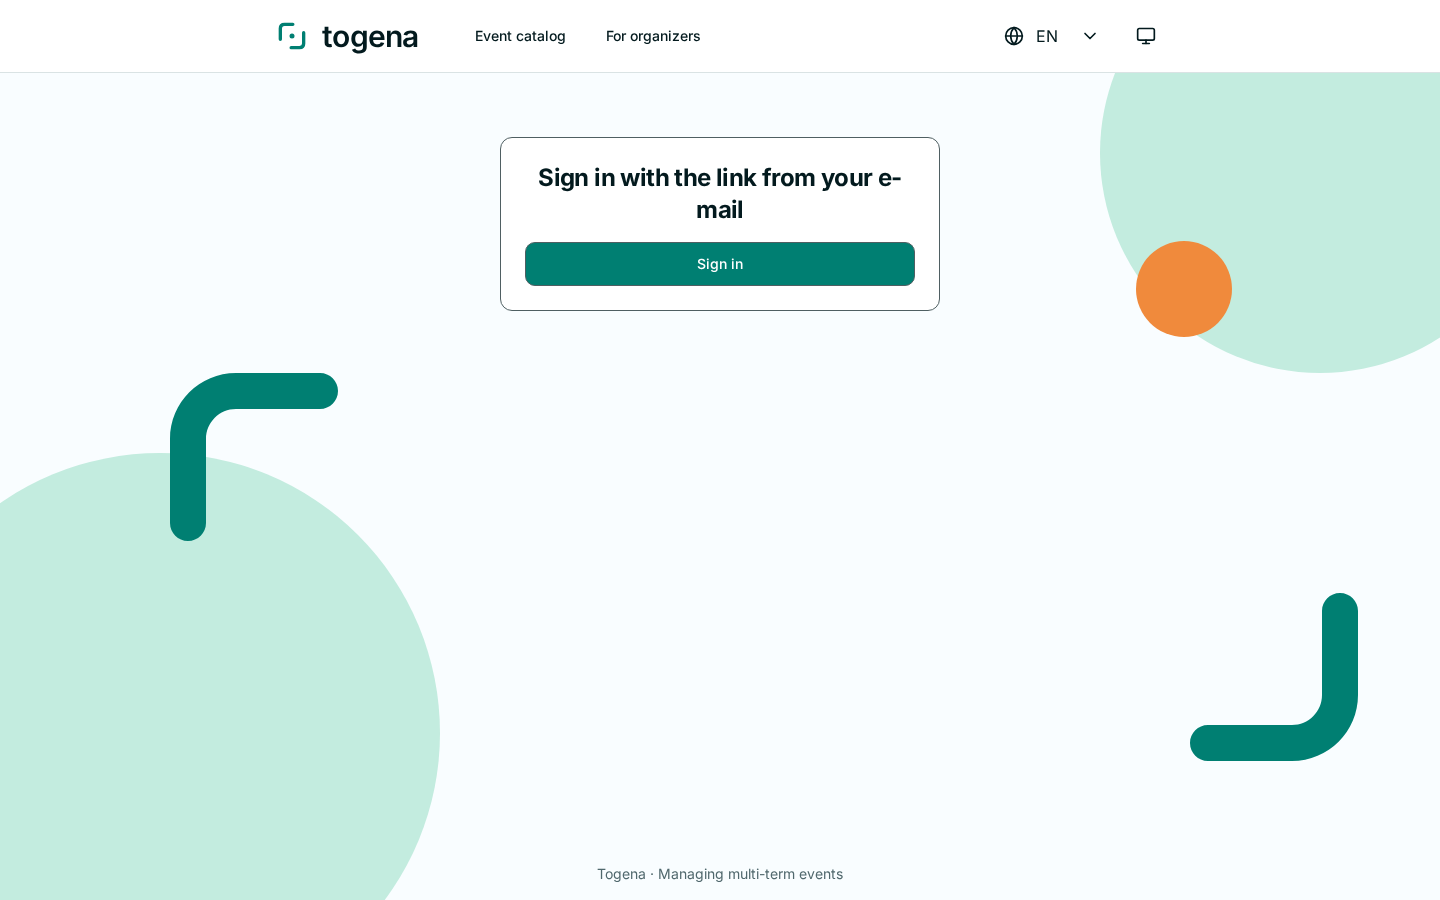 togena
Event catalog
For organizers
EN
Sign in with the link from your e-
mail
Sign in
Togena · Managing multi-term events